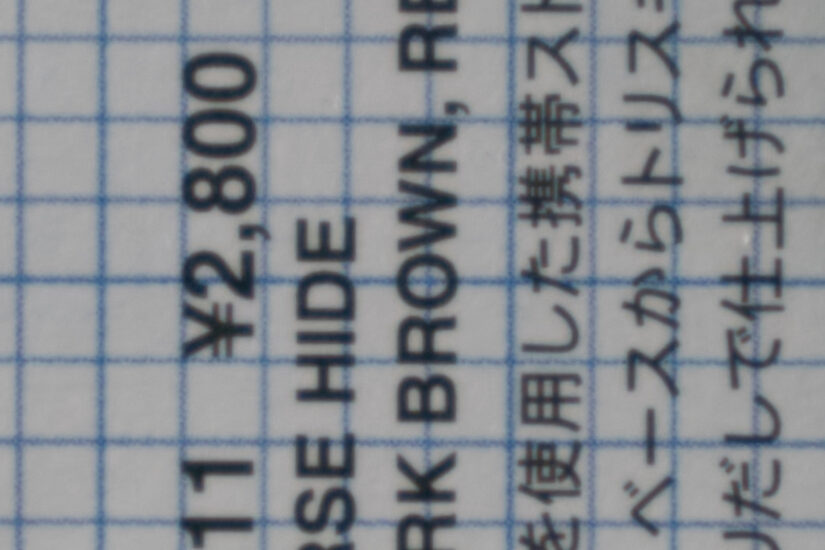 11 ¥2,800
RSE HIDE
RK BROWN, RE
を使用した携帯スト
ベースからトリス
りだしで仕上げられ